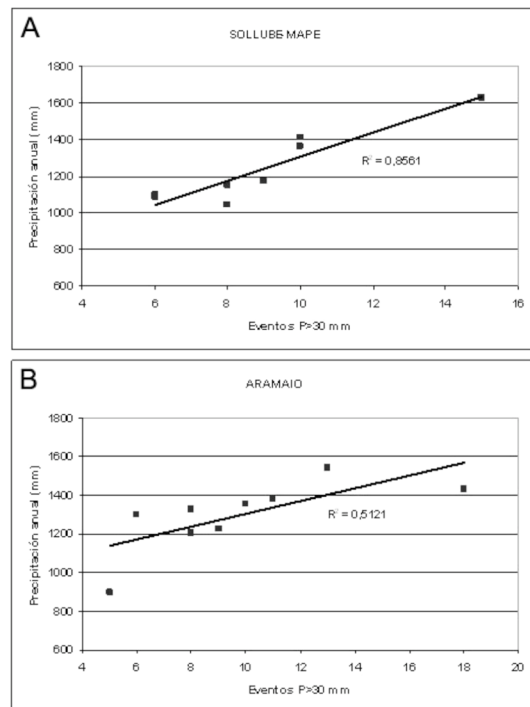 A
SOLLUBE-MAPE
Precipitación anual (mm)
1800
1600
1400
1200
1000
800
600
R² = 0,8561
4 6 8 10 12 14 16
Eventos P>30 mm
B
ARAMAIO
Precipitación anual (mm)
1800
1600
1400
1200
1000
800
600
R² = 0,5121
4 6 8 10 12 14 16 18 20
Eventos P>30 mm